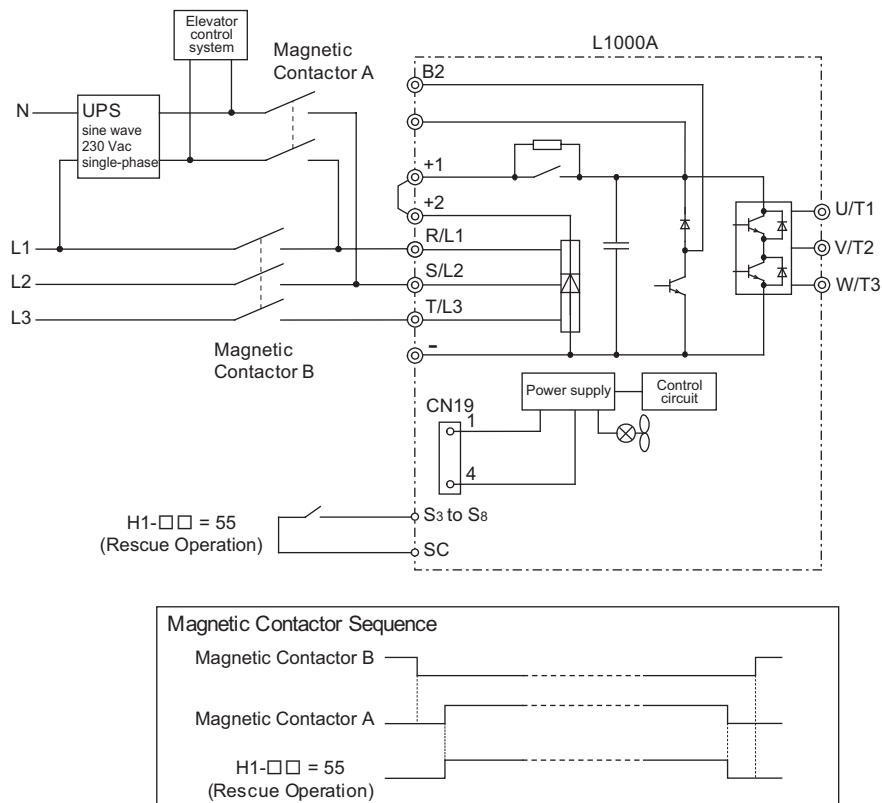 Elevator
control
system
Magnetic
Contactor A
L1000A
B2
N
UPS
sine wave
230 Vac
single-phase
+1
+2
U/T1
V/T2
W/T3
L1
R/L1
L2
S/L2
L3
T/L3
-
Magnetic
Contactor B
Power supply
Control
circuit
CN19
1
4
S3 to S8
H1-□□ = 55
(Rescue Operation)
SC
Magnetic Contactor Sequence
Magnetic Contactor B
Magnetic Contactor A
H1-□□ = 55
(Rescue Operation)